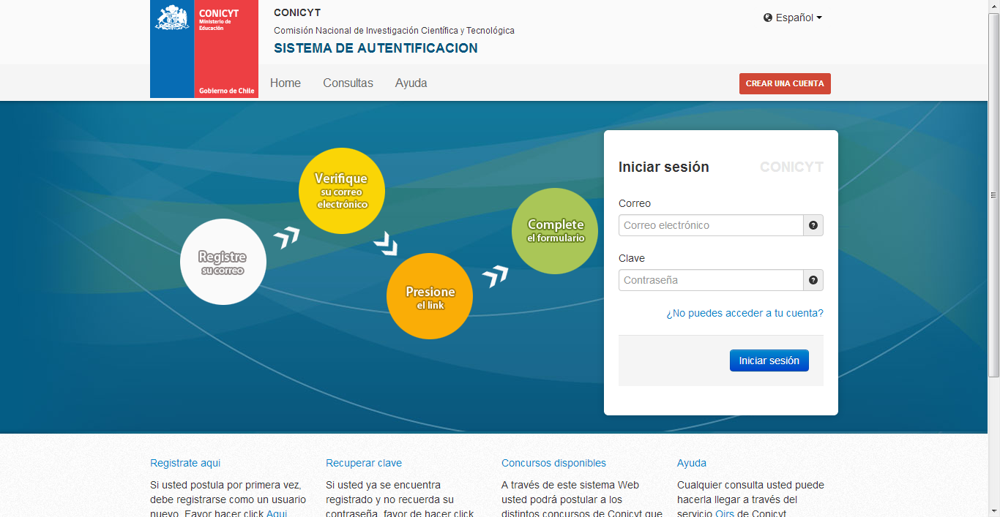 CONICYT
Ministerio de
Educación
Gobierno de Chile
CONICYT
Comisión Nacional de Investigación Científica y Tecnológica
SISTEMA DE AUTENTIFICACION
Español
Home
Consultas
Ayuda
CREAR UNA CUENTA
Registre
su correo
Verifique
su correo
electrónico
Presione
el link
Complete
el formulario
Iniciar sesión
CONICYT
Correo
Correo electrónico
Clave
Contraseña
¿No puedes acceder a tu cuenta?
Iniciar sesión
Registrate aqui
Si usted postula por primera vez,
debe registrarse como un usuario
nuevo. Favor hacer click Aqui
Recuperar clave
Si usted ya se encuentra
registrado y no recuerda su
contraseña, favor de hacer click
Concursos disponibles
A través de este sistema Web
usted podrá postular a los
distintos concursos de Conicyt que
Ayuda
Cualquier consulta usted puede
hacerla llegar a través del
servicio Oirs de Conicyt